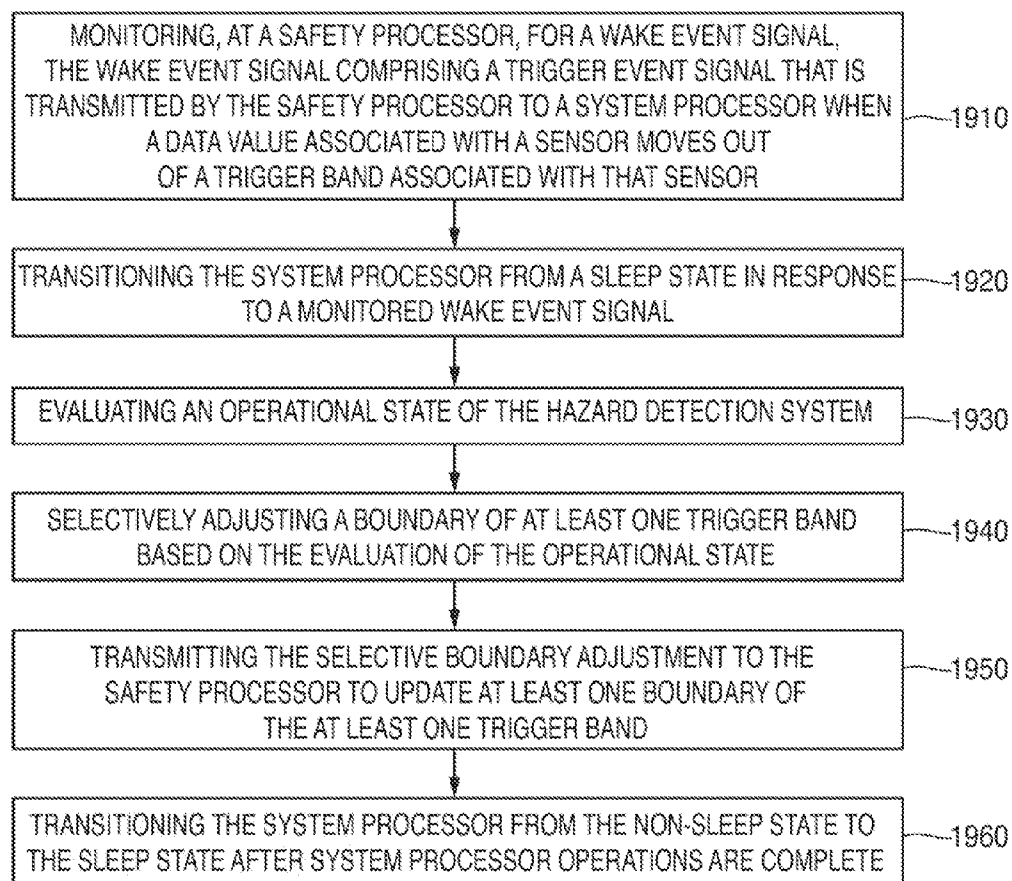 MONITORING, AT A SAFETY PROCESSOR, FOR A WAKE EVENT SIGNAL,
THE WAKE EVENT SIGNAL COMPRISING A TRIGGER EVENT SIGNAL THAT IS
TRANSMITTED BY THE SAFETY PROCESSOR TO A SYSTEM PROCESSOR WHEN
A DATA VALUE ASSOCIATED WITH A SENSOR MOVES OUT
OF A TRIGGER BAND ASSOCIATED WITH THAT SENSOR
1910
TRANSITIONING THE SYSTEM PROCESSOR FROM A SLEEP STATE IN RESPONSE
TO A MONITORED WAKE EVENT SIGNAL
1920
EVALUATING AN OPERATIONAL STATE OF THE HAZARD DETECTION SYSTEM
1930
SELECTIVELY ADJUSTING A BOUNDARY OF AT LEAST ONE TRIGGER BAND
BASED ON THE EVALUATION OF THE OPERATIONAL STATE
1940
TRANSMITTING THE SELECTIVE BOUNDARY ADJUSTMENT TO THE
SAFETY PROCESSOR TO UPDATE AT LEAST ONE BOUNDARY OF
THE AT LEAST ONE TRIGGER BAND
1950
TRANSITIONING THE SYSTEM PROCESSOR FROM THE NON-SLEEP STATE TO
THE SLEEP STATE AFTER SYSTEM PROCESSOR OPERATIONS ARE COMPLETE
1960